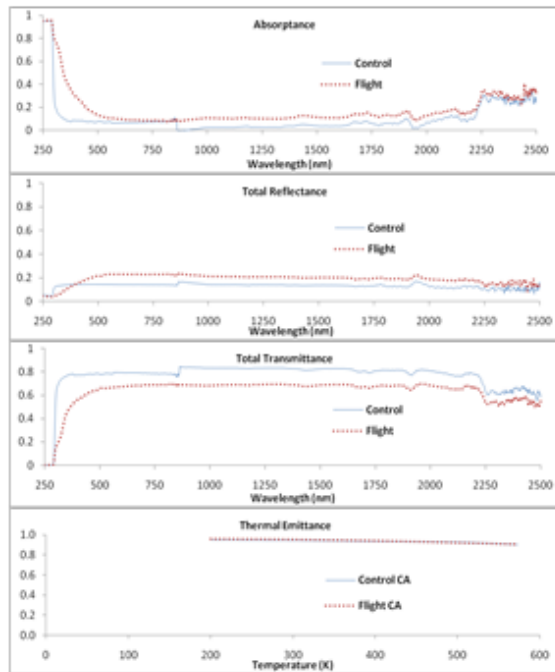 Absorptance
1
0.8
0.6
0.4
0.2
0
Control
Flight
250 500 750 1000 1250 1500 1750 2000 2250 2500
Wavelength (nm)
Total Reflectance
1
0.8
0.6
0.4
0.2
0
Control
Flight
250 500 750 1000 1250 1500 1750 2000 2250 2500
Total Transmittance
1
0.8
0.6
0.4
0.2
0
Control
Flight
250 500 750 1000 1250 1500 1750 2000 2250 2500
Wavelength (nm)
Thermal Emittance
1.0
0.8
0.6
0.4
0.2
0.0
Control CA
Flight CA
0 100 200 300 400 500 600
Temperature (K)